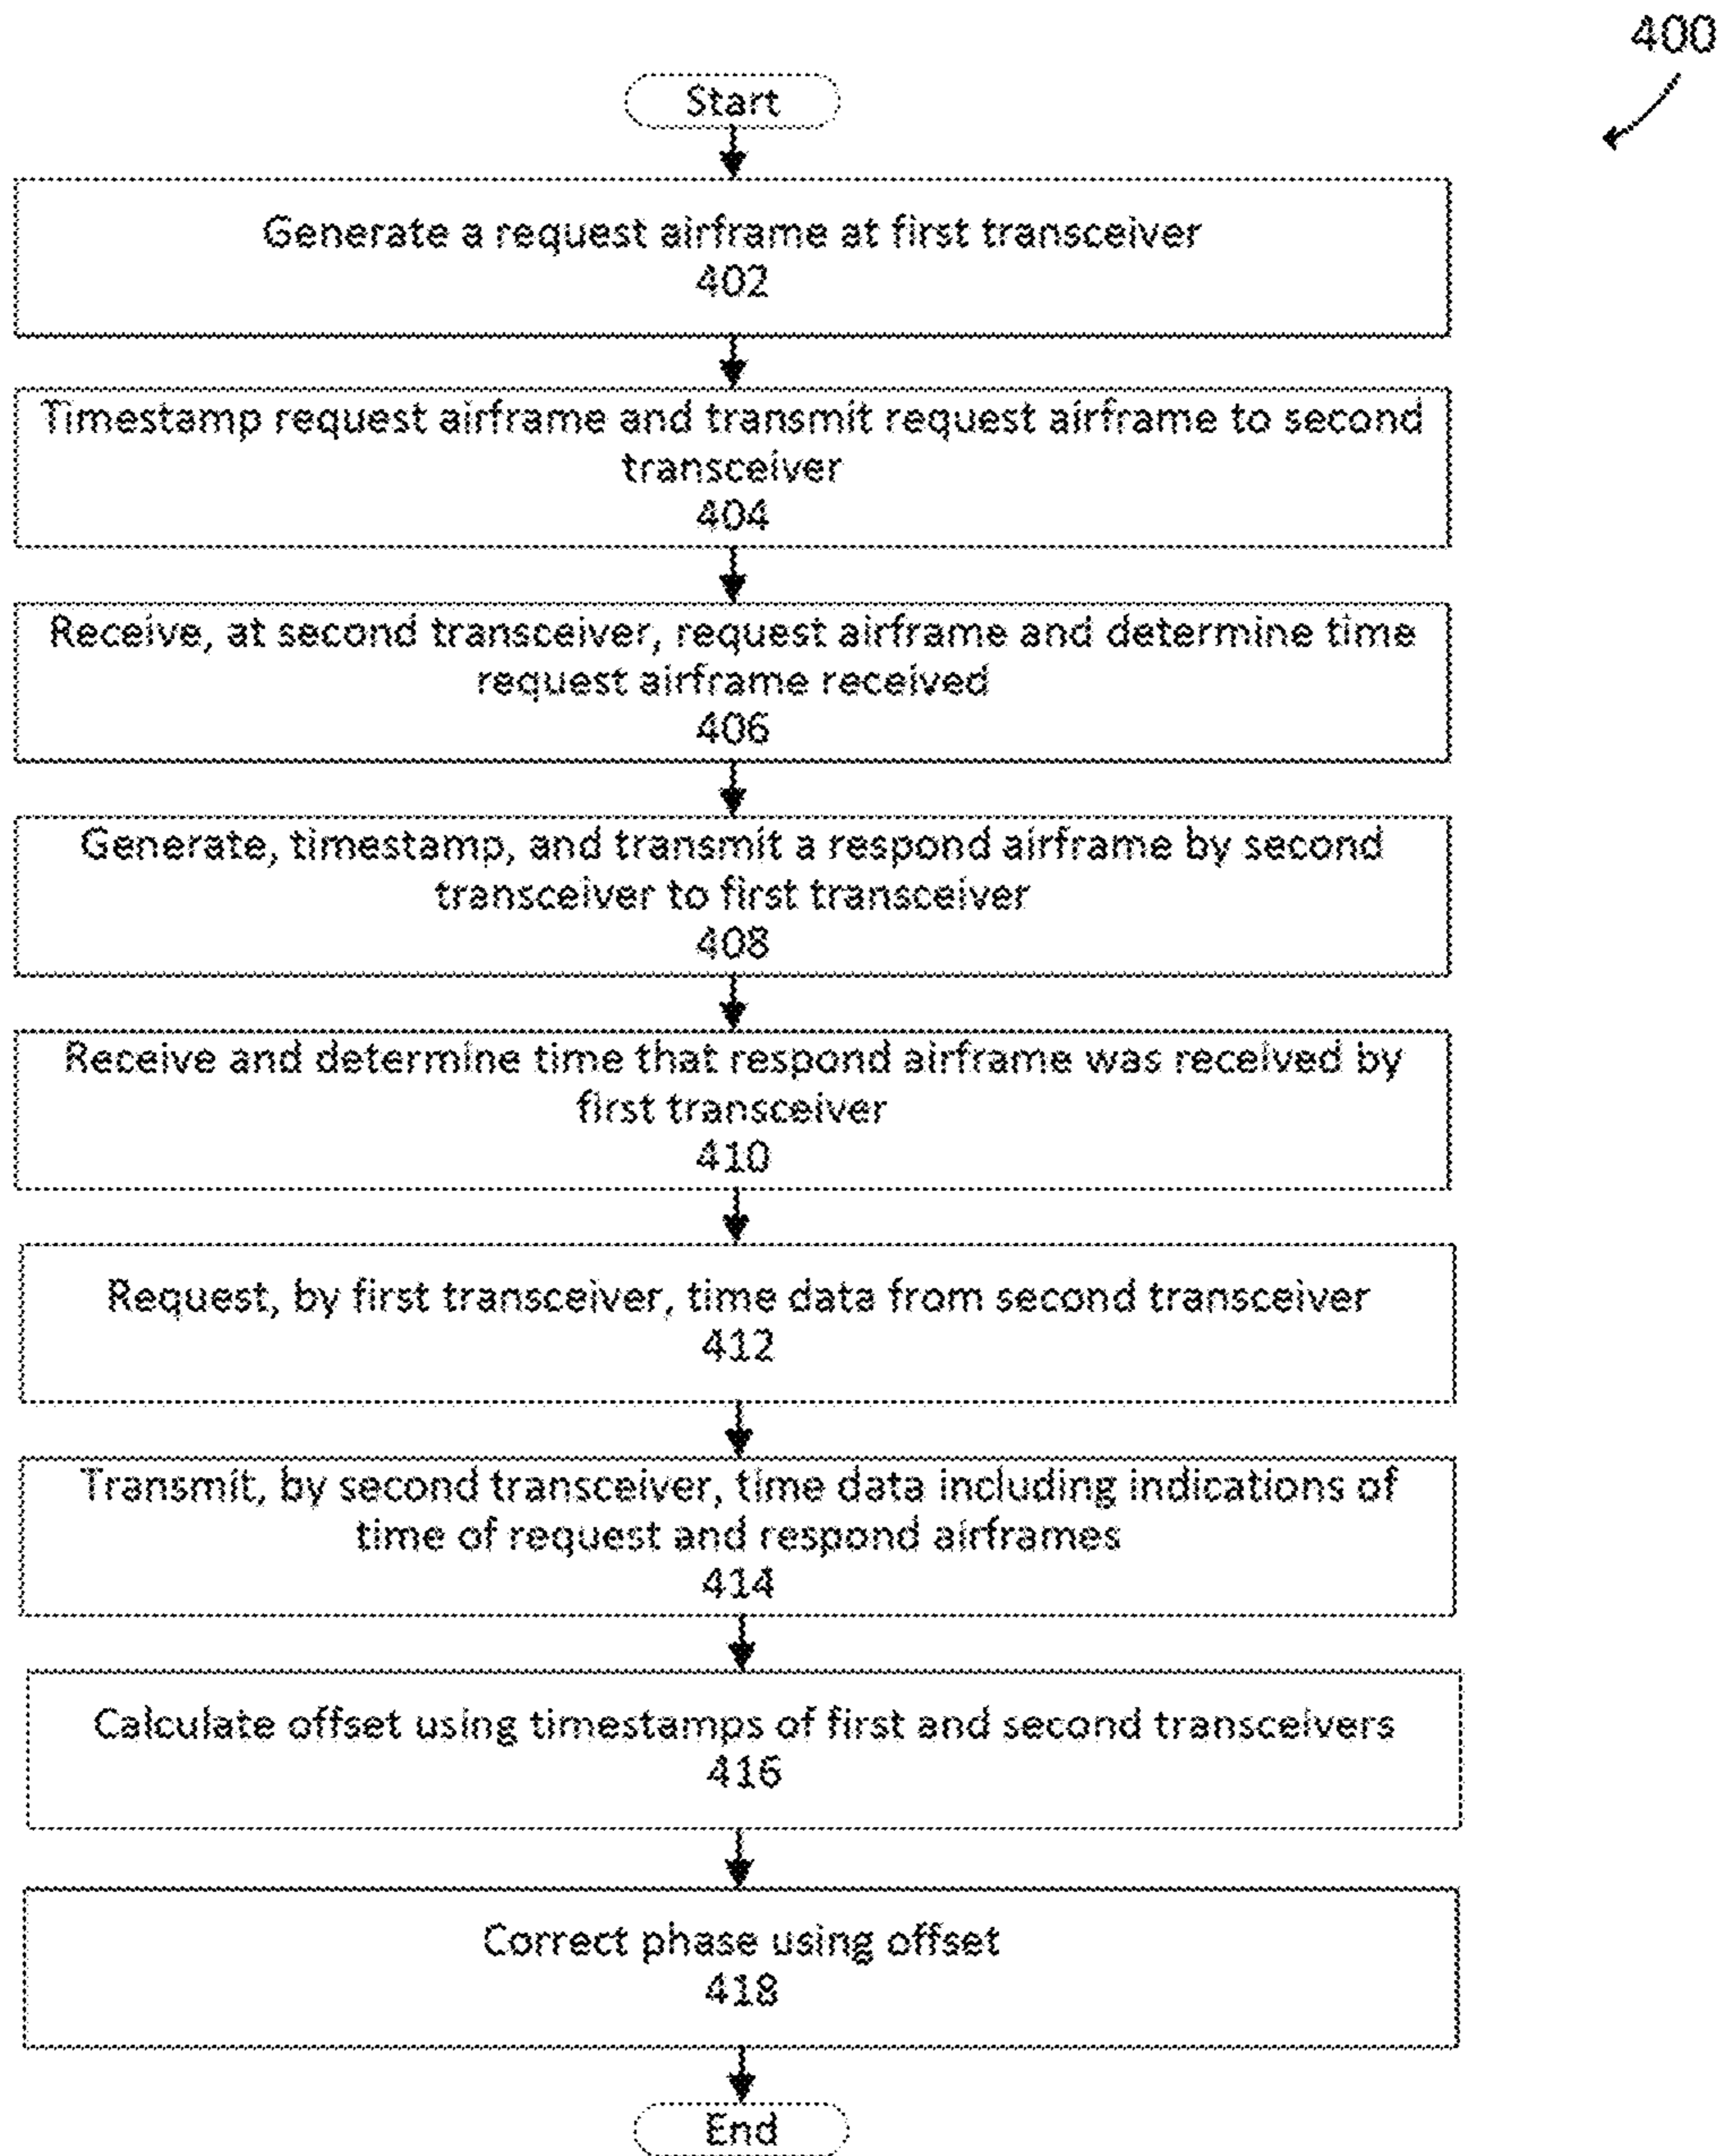 400
Start
Generate a request airframe at first transceiver
402
Timestamp request airframe and transmit request airframe to second
transceiver
404
Receive, at second transceiver, request airframe and determine time
request airframe received
406
Generate, timestamp, and transmit a respond airframe by second
transceiver to first transceiver
408
Receive and determine time that respond airframe was received by
first transceiver
410
Request, by first transceiver, time data from second transceiver
412
Transmit, by second transceiver, time data including indications of
time of request and respond airframes
414
Calculate offset using timestamps of first and second transceivers
416
Correct phase using offset
418
End